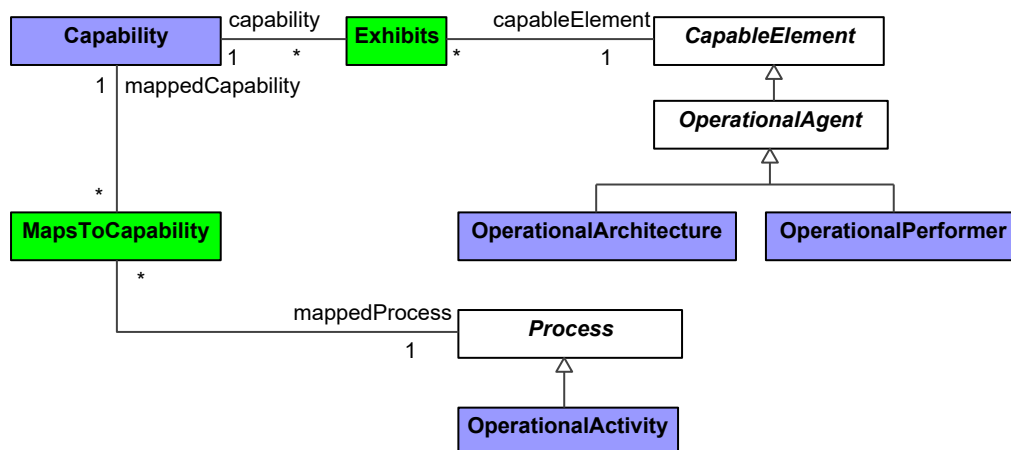 capability
capableElement
Capability
Exhibits
CapableElement
1
*
*
1
1
mappedCapability
OperationalAgent
*
MapsToCapability
OperationalArchitecture
OperationalPerformer
*
mappedProcess
Process
1
OperationalActivity